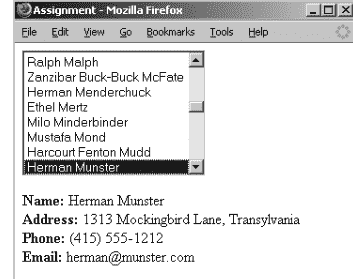 Assignment - Mozilla Firefox
File Edit View Go Bookmarks Tools Help
Ralph Malph
Zanzibar Buck-Buck McFate
Herman Menderchuck
Ethel Mertz
Milo Minderbinder
Mustafa Mond
Harcourt Fenton Mudd
Herman Munster
Name: Herman Munster
Address: 1313 Mockingbird Lane, Transylvania
Phone: (415) 555-1212
Email: herman@munster.com